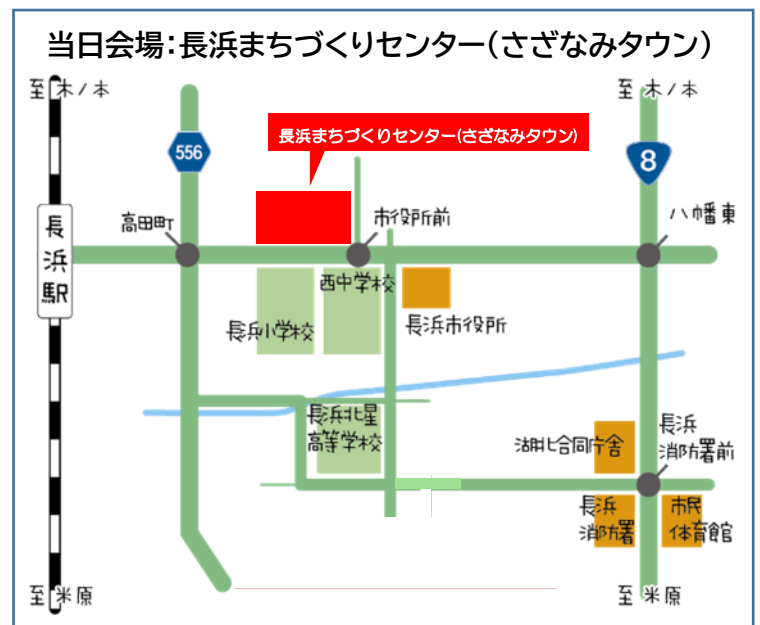 当日会場：長浜まちづくりセンター（さざなみタウン）
至 木ノ本
至 木ノ本
556
長浜まちづくりセンター(さざなみタウン)
8
高田町
市役所前
八幡東
長浜駅
西中学校
長浜小学校
長浜市役所
長浜北星
高等学校
湖北合同庁舎
長浜
消防署前
長浜
消防署
市民
体育館
至 米原
至 米原